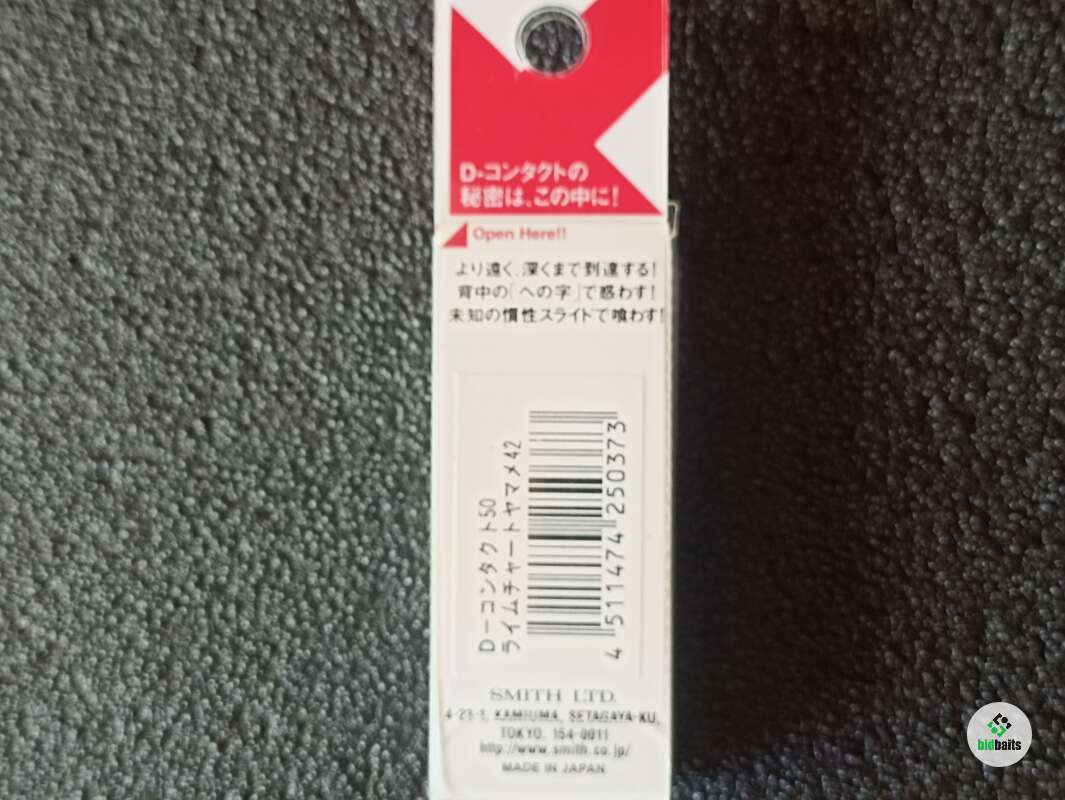 D-コンタクトの
秘密は、この中に!
Open Here!!
より遠く、深くまで到達する!
背中の「への字」で惑わす!
未知の慣性スライドで喰わす!
D-コンタクト50
ライムチャートヤマメ42
4 511474 250373
SMITH LTD.
4-23-1, KAMIUMA, SETAGAYA-KU,
TOKYO. 154-0011
http://www.smith.co.jp/
MADE IN JAPAN
bidbaits